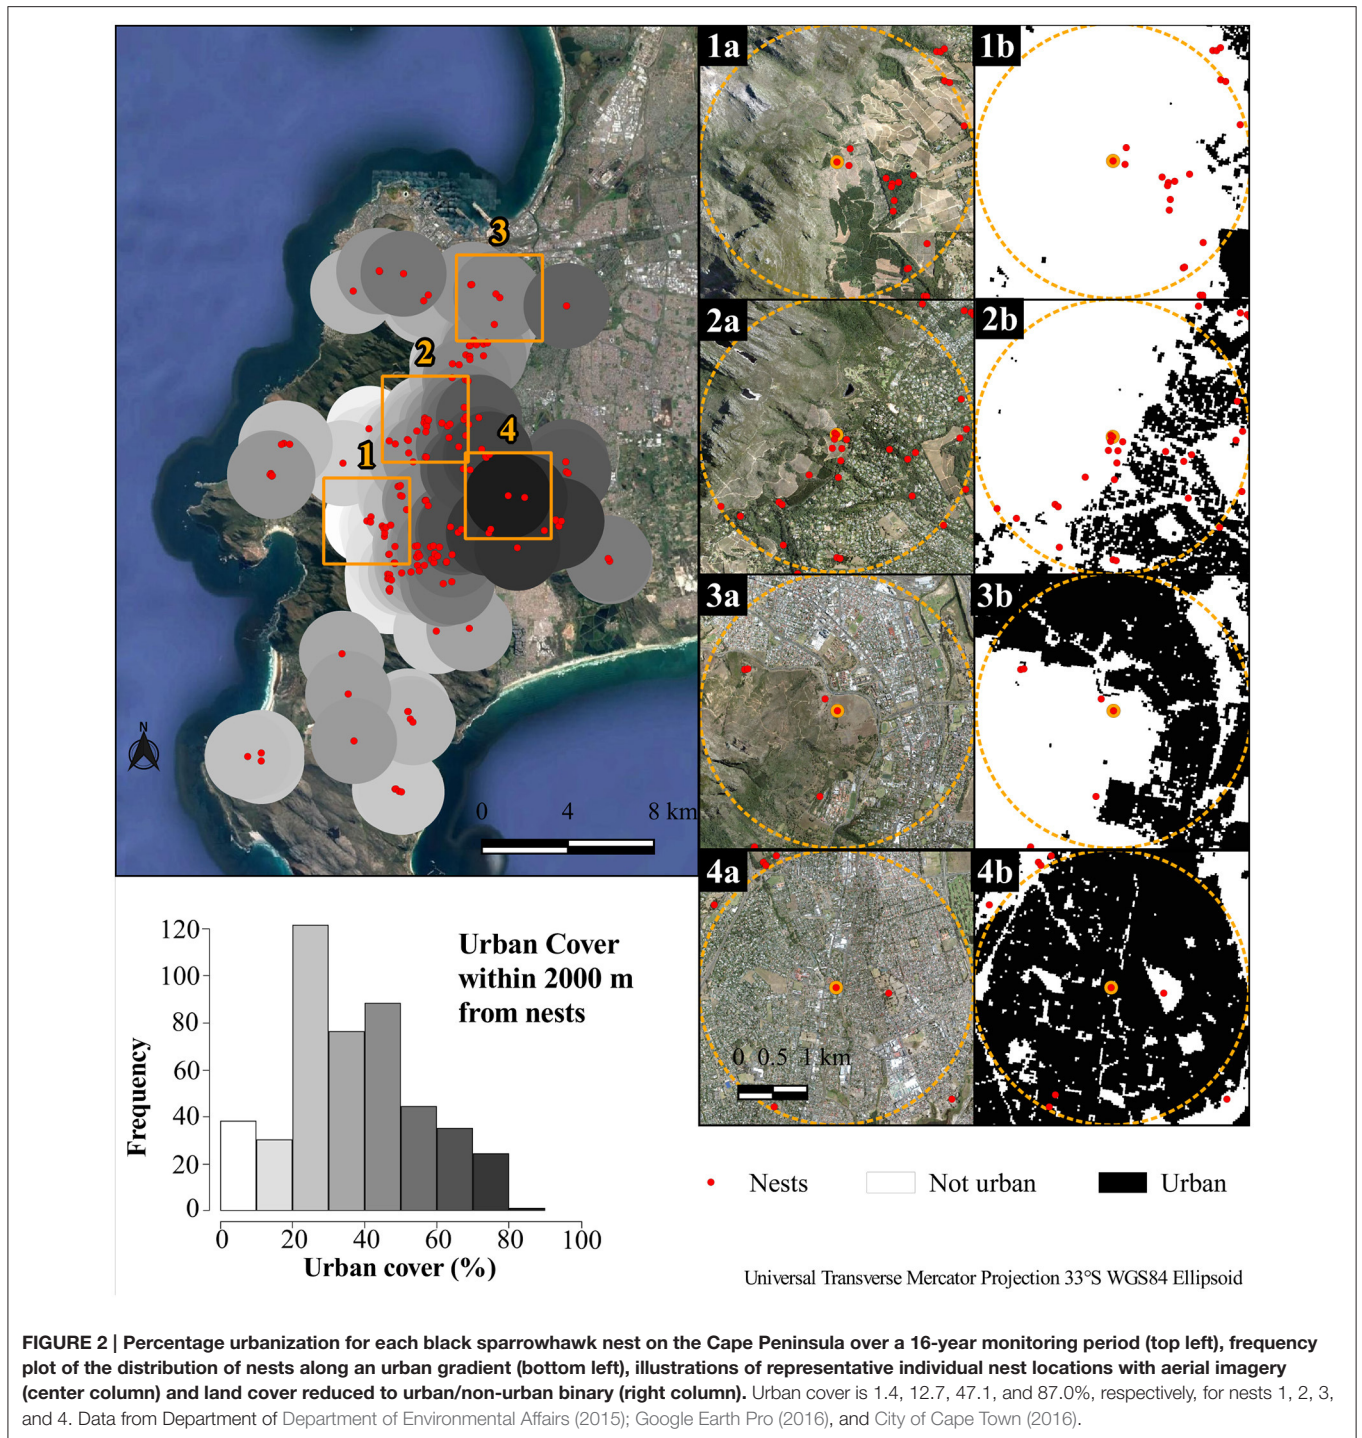 3
2
4
1
N
0 4 8 km
1a
1b
2a
2b
3a
3b
4a
4b
0 0.5 1 km
Urban Cover
within 2000 m
from nests
Frequency
120
100
80
60
40
20
0
0 20 40 60 80 100
Urban cover (%)
Nests Not urban Urban
Universal Transverse Mercator Projection 33°S WGS84 Ellipsoid
FIGURE 2 | Percentage urbanization for each black sparrowhawk nest on the Cape Peninsula over a 16-year monitoring period (top left), frequency
plot of the distribution of nests along an urban gradient (bottom left), illustrations of representative individual nest locations with aerial imagery
(center column) and land cover reduced to urban/non-urban binary (right column). Urban cover is 1.4, 12.7, 47.1, and 87.0%, respectively, for nests 1, 2, 3,
and 4. Data from Department of Department of Environmental Affairs (2015); Google Earth Pro (2016), and City of Cape Town (2016).